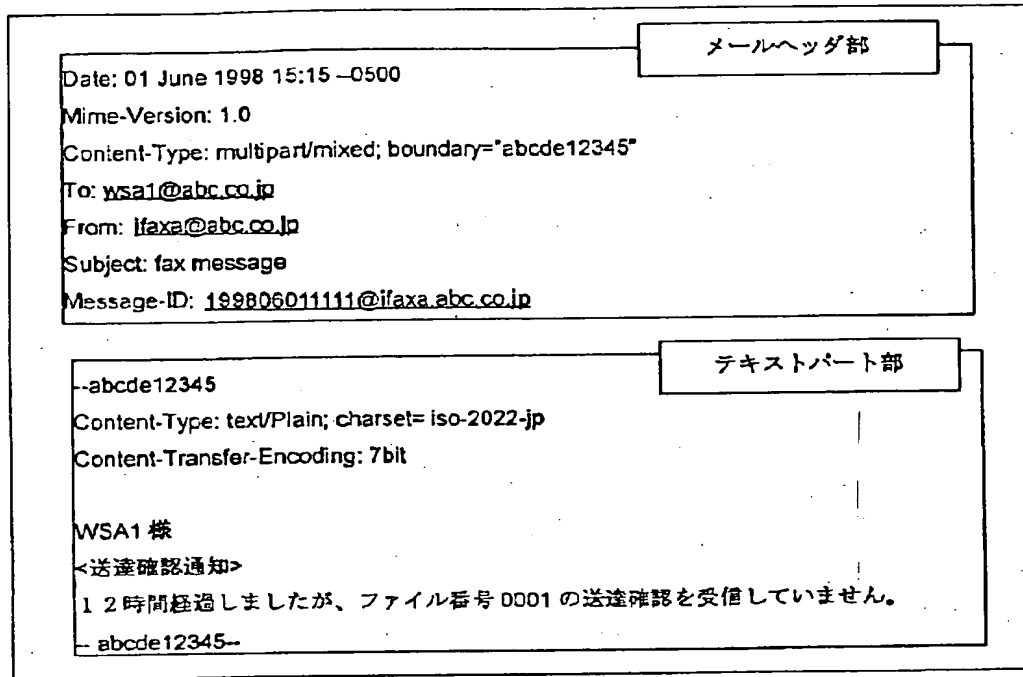 メールヘッダ部
Date: 01 June 1998 15:15 –0500
Mime-Version: 1.0
Content-Type: multipart/mixed; boundary="abcde12345"
To: wsa1@abc.co.jp
From: ifaxa@abc.co.jp
Subject: fax message
Message-ID: 199806011111@ifaxa.abc.co.jp
テキストパート部
--abcde12345
Content-Type: text/Plain; charset= iso-2022-jp
Content-Transfer-Encoding: 7bit
WSA1 様
<送達確認通知>
１２時間経過しましたが、ファイル番号 0001 の送達確認を受信していません。
-- abcde12345--